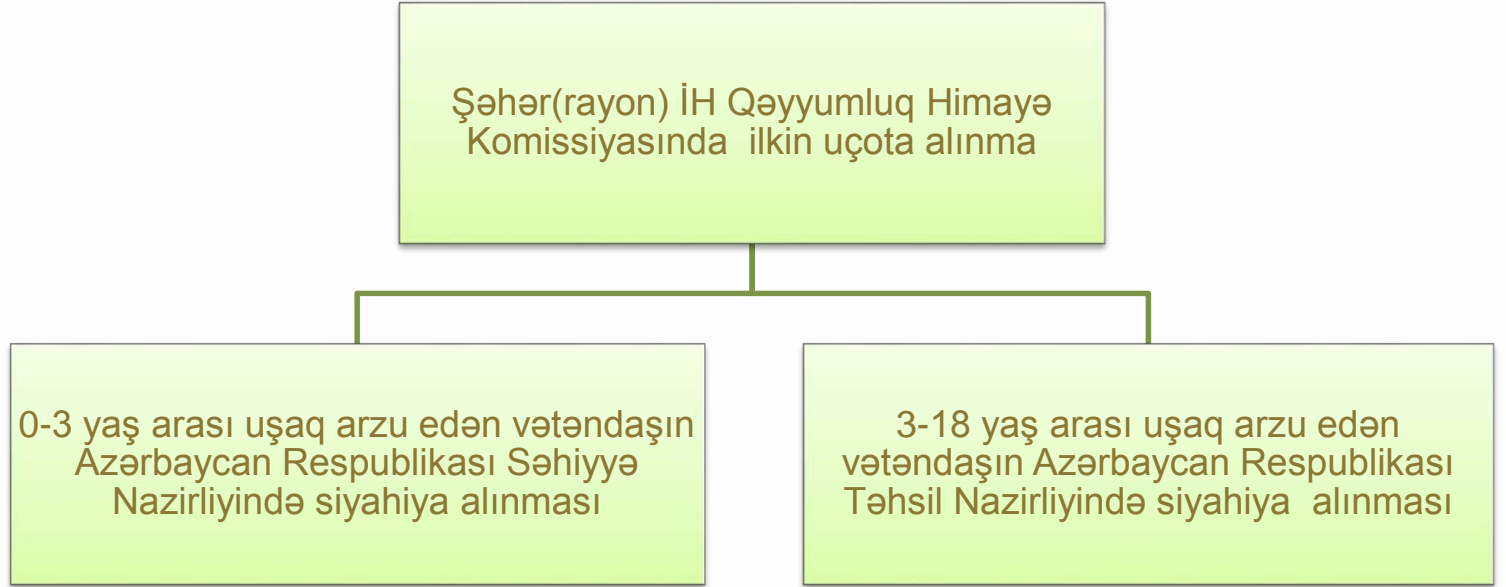 Şəhər(rayon) İH Qəyyumluq Himayə
Komissiyasında  ilkin uçota alınma
0-3 yaş arası uşaq arzu edən vətəndaşın
Azərbaycan Respublikası Səhiyyə
Nazirliyində siyahiya alınması
3-18 yaş arası uşaq arzu edən
vətəndaşın Azərbaycan Respublikası
Təhsil Nazirliyində siyahiya  alınması